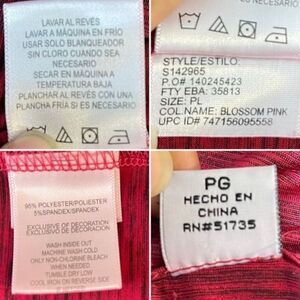 LAVAR AL REVÉS
LAVAR A MÁQUINA EN FRÍO
USAR SOLO BLANQUEADOR
SIN CLORO CUANDO SEA
NECESARIO
SECAR EN MÁQUINA A
TEMPERATURA BAJA
PLANCHAR AL REVÉS CON UNA
PLANCHA FRÍA SI ES NECESARIO
NECESARIO
STYLE/ESTILO:
S142965
P.O# 140245423
FTY EBA: 35813
SIZE: PL
COL.NAME: BLOSSOM PINK
UPC ID# 747156095558
95% POLYESTER/POLIESTER
5%SPANDEX/SPANDEX
EXCLUSIVE OF DECORATION
EXCLUSIVO DE DECORACION
WASH INSIDE OUT
MACHINE WASH COLD
ONLY NON-CHLORINE BLEACH
WHEN NEEDED
TUMBLE DRY LOW
COOL IRON ON REVERSE
PG
HECHO EN
CHINA
RN#51735